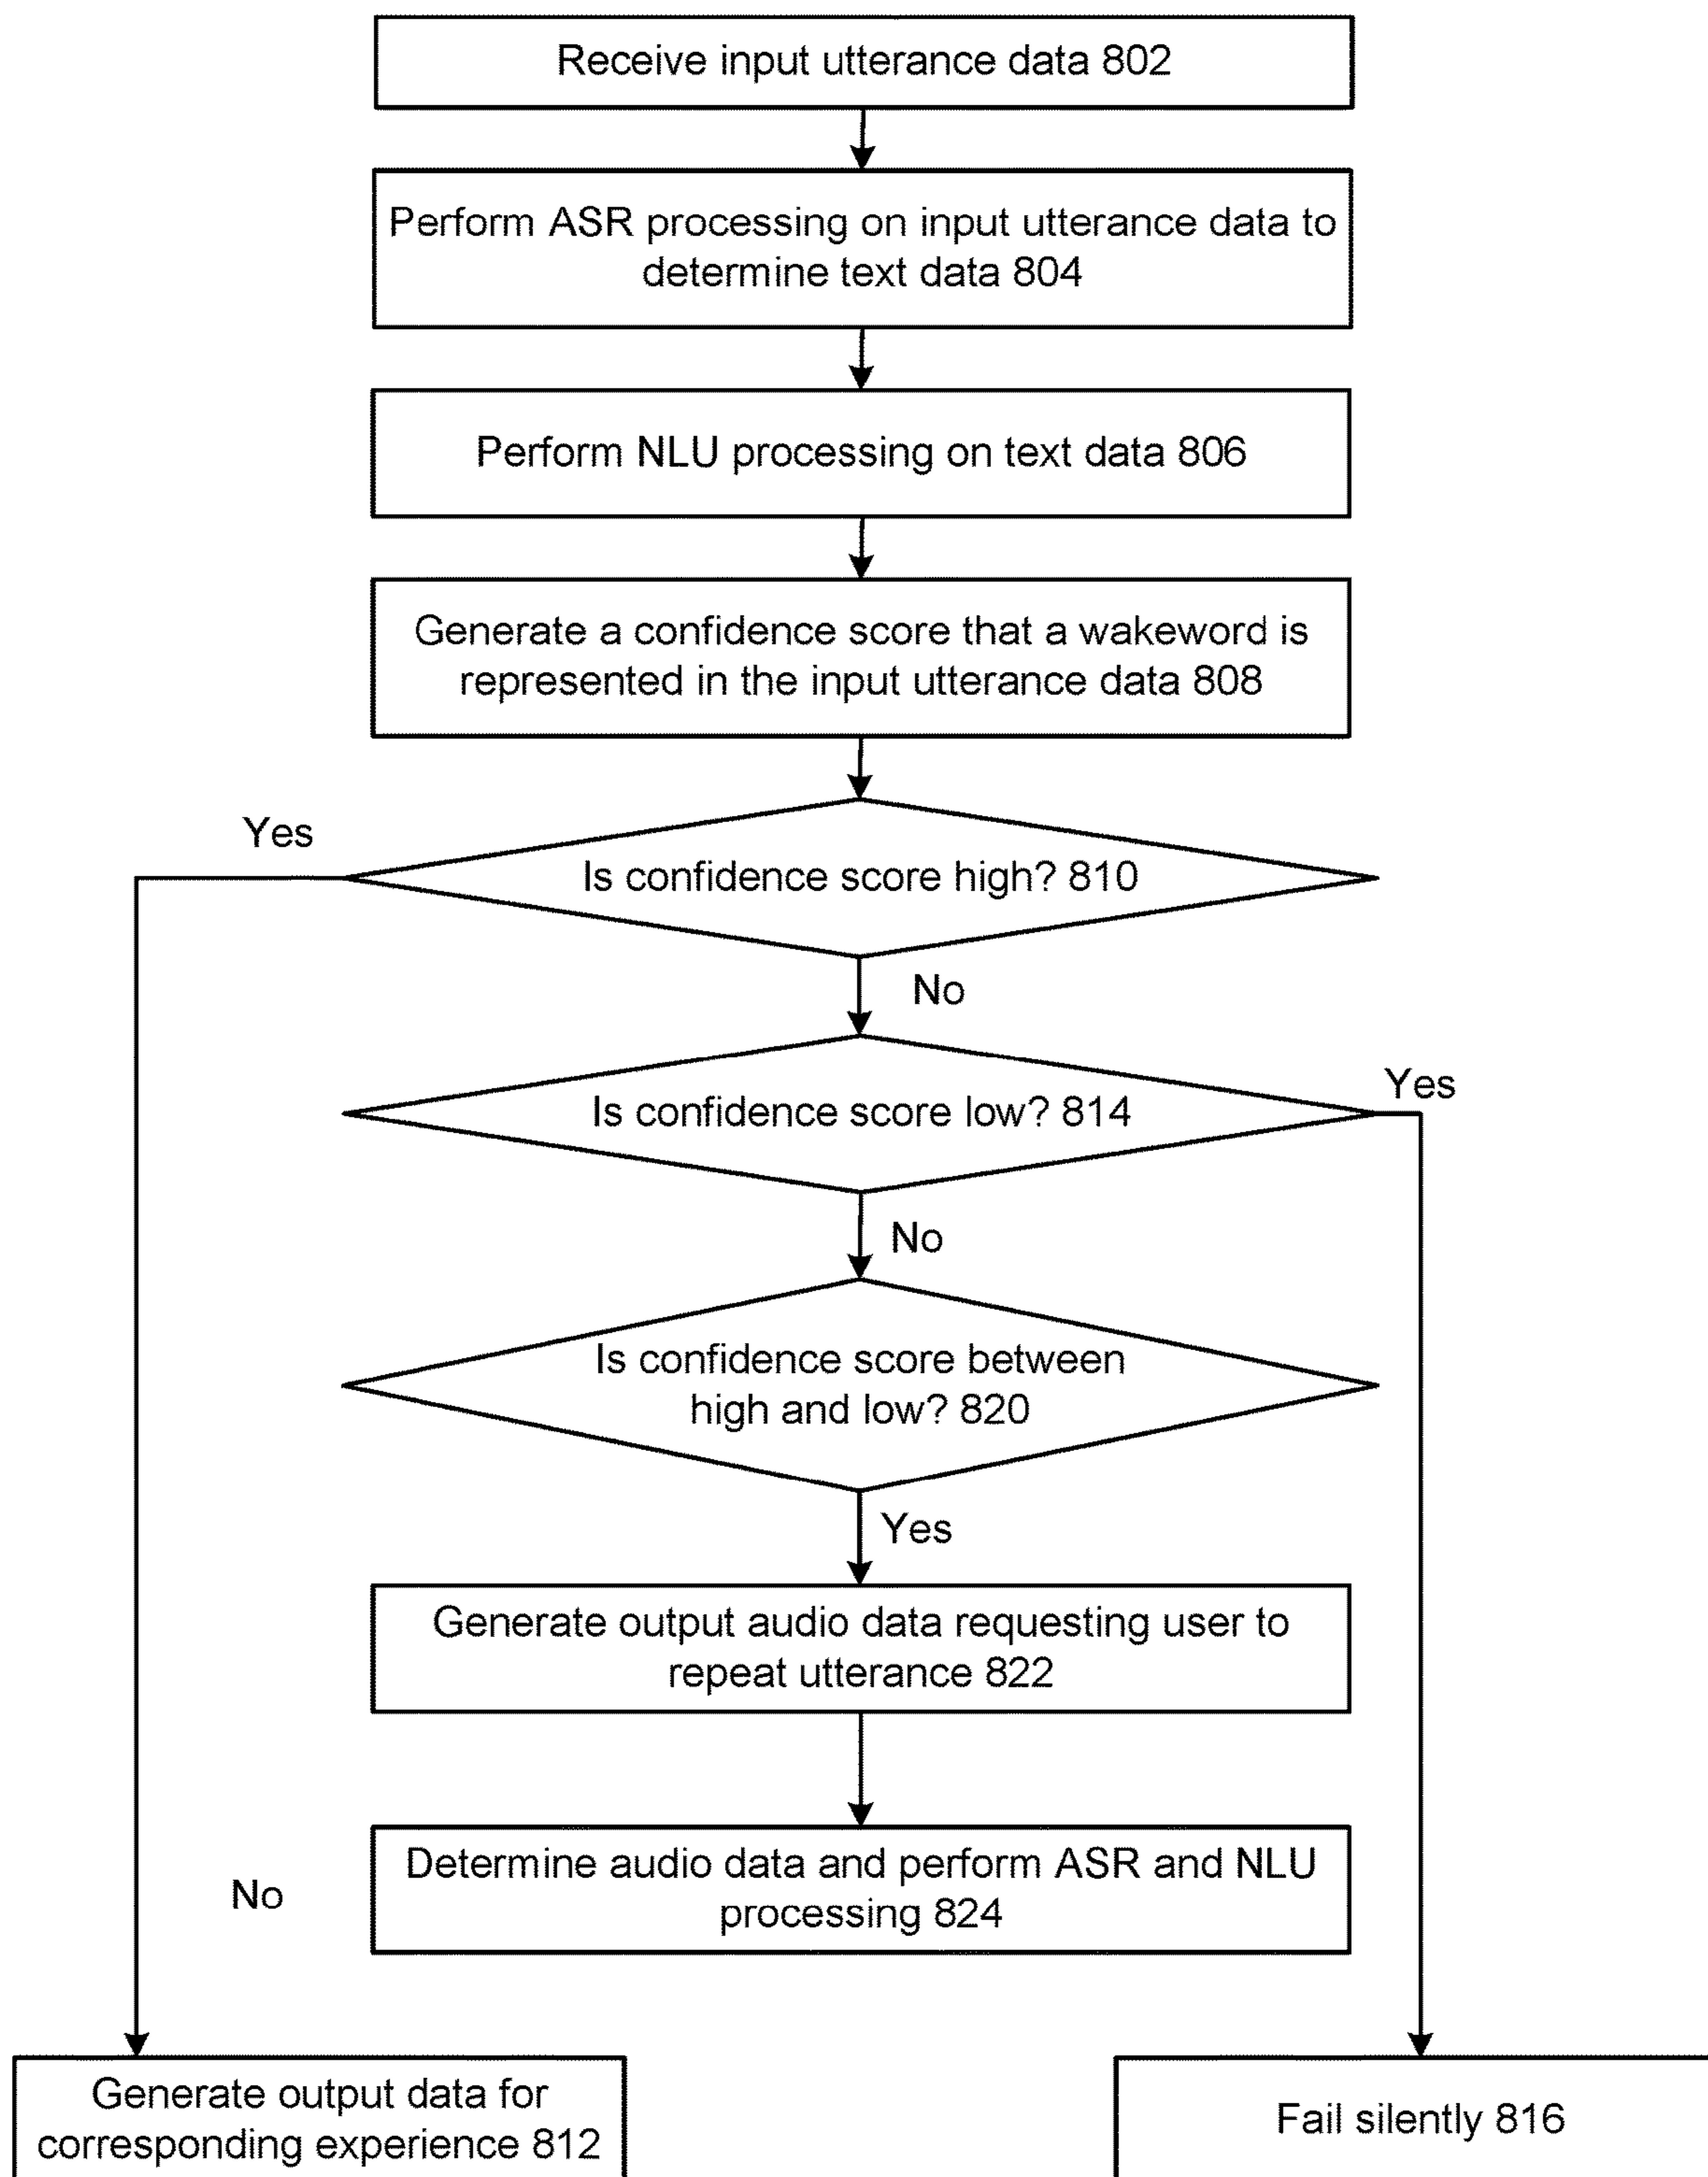 Receive input utterance data 802
Perform ASR processing on input utterance data to
determine text data 804
Perform NLU processing on text data 806
Generate a confidence score that a wakeword is
represented in the input utterance data 808
Yes
Is confidence score high? 810
No
Yes
Is confidence score low? 814
No
Is confidence score between
high and low? 820
Yes
Generate output audio data requesting user to
repeat utterance 822
Determine audio data and perform ASR and NLU
processing 824
No
Generate output data for
corresponding experience 812
Fail silently 816